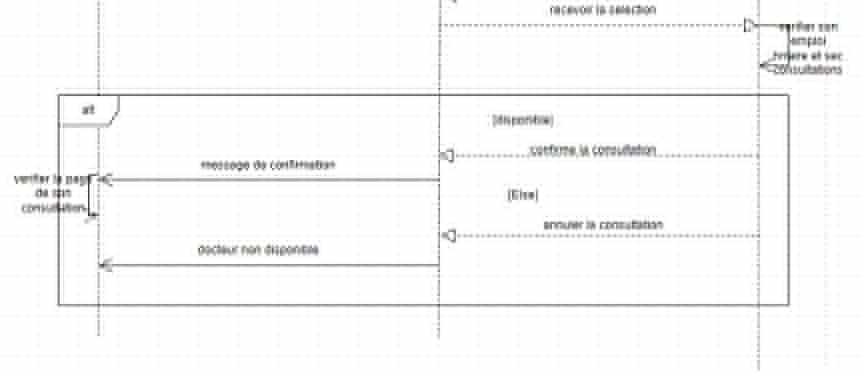 recevoir la selection
verifier son
emploi
horaire et sec
consultations
alt
[disponible]
confirme la consultation
message de confirmation
verifier la page
de son
consultation
[Else]
annuler la consultation
docteur non disponible